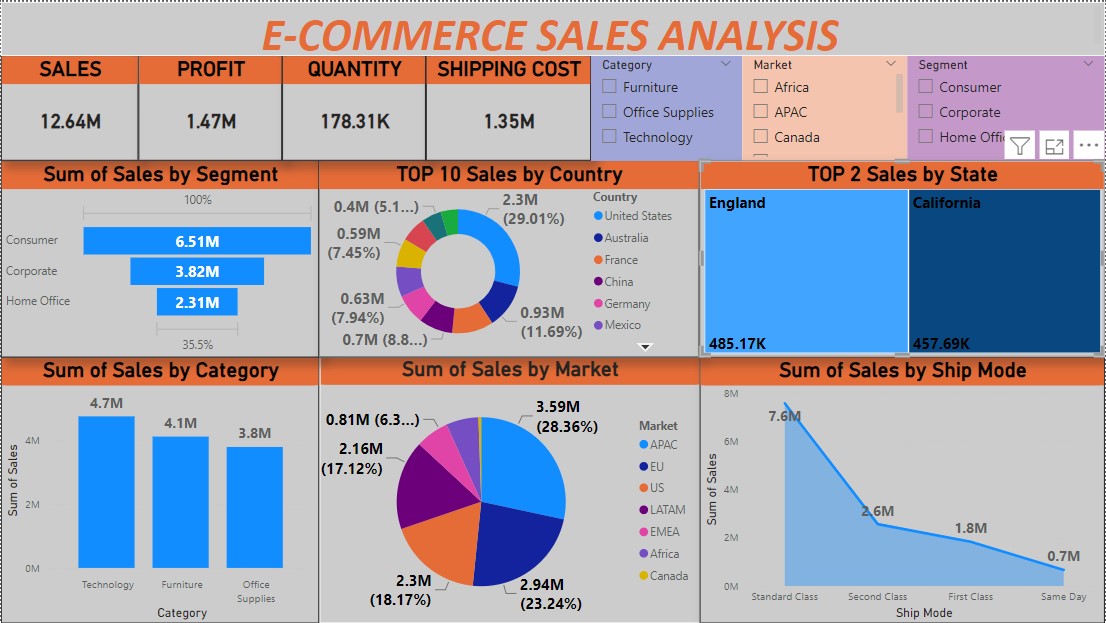 E-COMMERCE SALES ANALYSIS
SALES
12.64M
PROFIT
1.47M
QUANTITY
178.31K
SHIPPING COST
1.35M
Category
Furniture
Office Supplies
Technology
Market
Africa
APAC
Canada
Segment
Consumer
Corporate
Home Offic
Sum of Sales by Segment
100%
Consumer
6.51M
Corporate
3.82M
Home Office
2.31M
35.5%
TOP 10 Sales by Country
2.3M
(29.01%)
0.93M
(11.69%)
0.7M (8.8...)
0.63M
(7.94%)
0.59M
(7.45%)
0.4M (5.1...)
Country
United States
Australia
France
China
Germany
Mexico
TOP 2 Sales by State
England
485.17K
California
457.69K
Sum of Sales by Category
Sum of Sales
4M
2M
0M
4.7M
4.1M
3.8M
Technology
Furniture
Office
Supplies
Category
Sum of Sales by Market
3.59M
(28.36%)
2.94M
(23.24%)
2.3M
(18.17%)
2.16M
(17.12%)
0.81M (6.3...)
Market
APAC
EU
US
LATAM
EMEA
Africa
Canada
Sum of Sales by Ship Mode
Sum of Sales
8M
6M
4M
2M
0M
7.6M
2.6M
1.8M
0.7M
Standard Class
Second Class
First Class
Same Day
Ship Mode